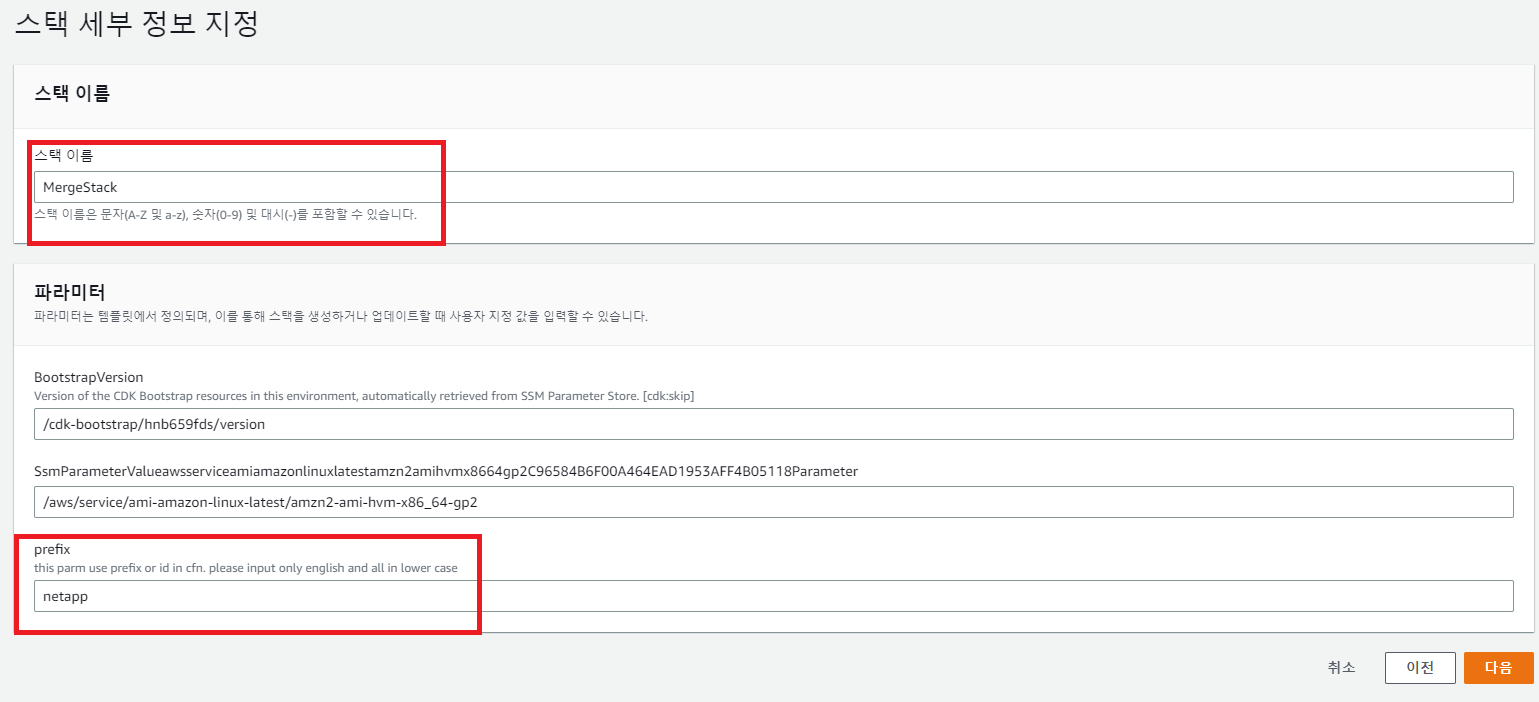 스택 세부 정보 지정
스택 이름
스택 이름
MergeStack
스택 이름은 문자(A-Z 및 a-z), 숫자(0-9) 및 대시(-)를 포함할 수 있습니다.
파라미터
파라미터는 템플릿에서 정의되며, 이를 통해 스택을 생성하거나 업데이트할 때 사용자 지정 값을 입력할 수 있습니다.
BootstrapVersion
Version of the CDK Bootstrap resources in this environment, automatically retrieved from SSM Parameter Store. [cdk:skip]
/cdk-bootstrap/hnb659fds/version
SsmParameterValueawsserviceamiamazonlinuxlatestamzn2amihvmx8664gp2C96584B6F00A464EAD1953AFF4B05118Parameter
/aws/service/ami-amazon-linux-latest/amzn2-ami-hvm-x86_64-gp2
prefix
this parm use prefix or id in cfn. please input only english and all in lower case
netapp
취소 이전 다음